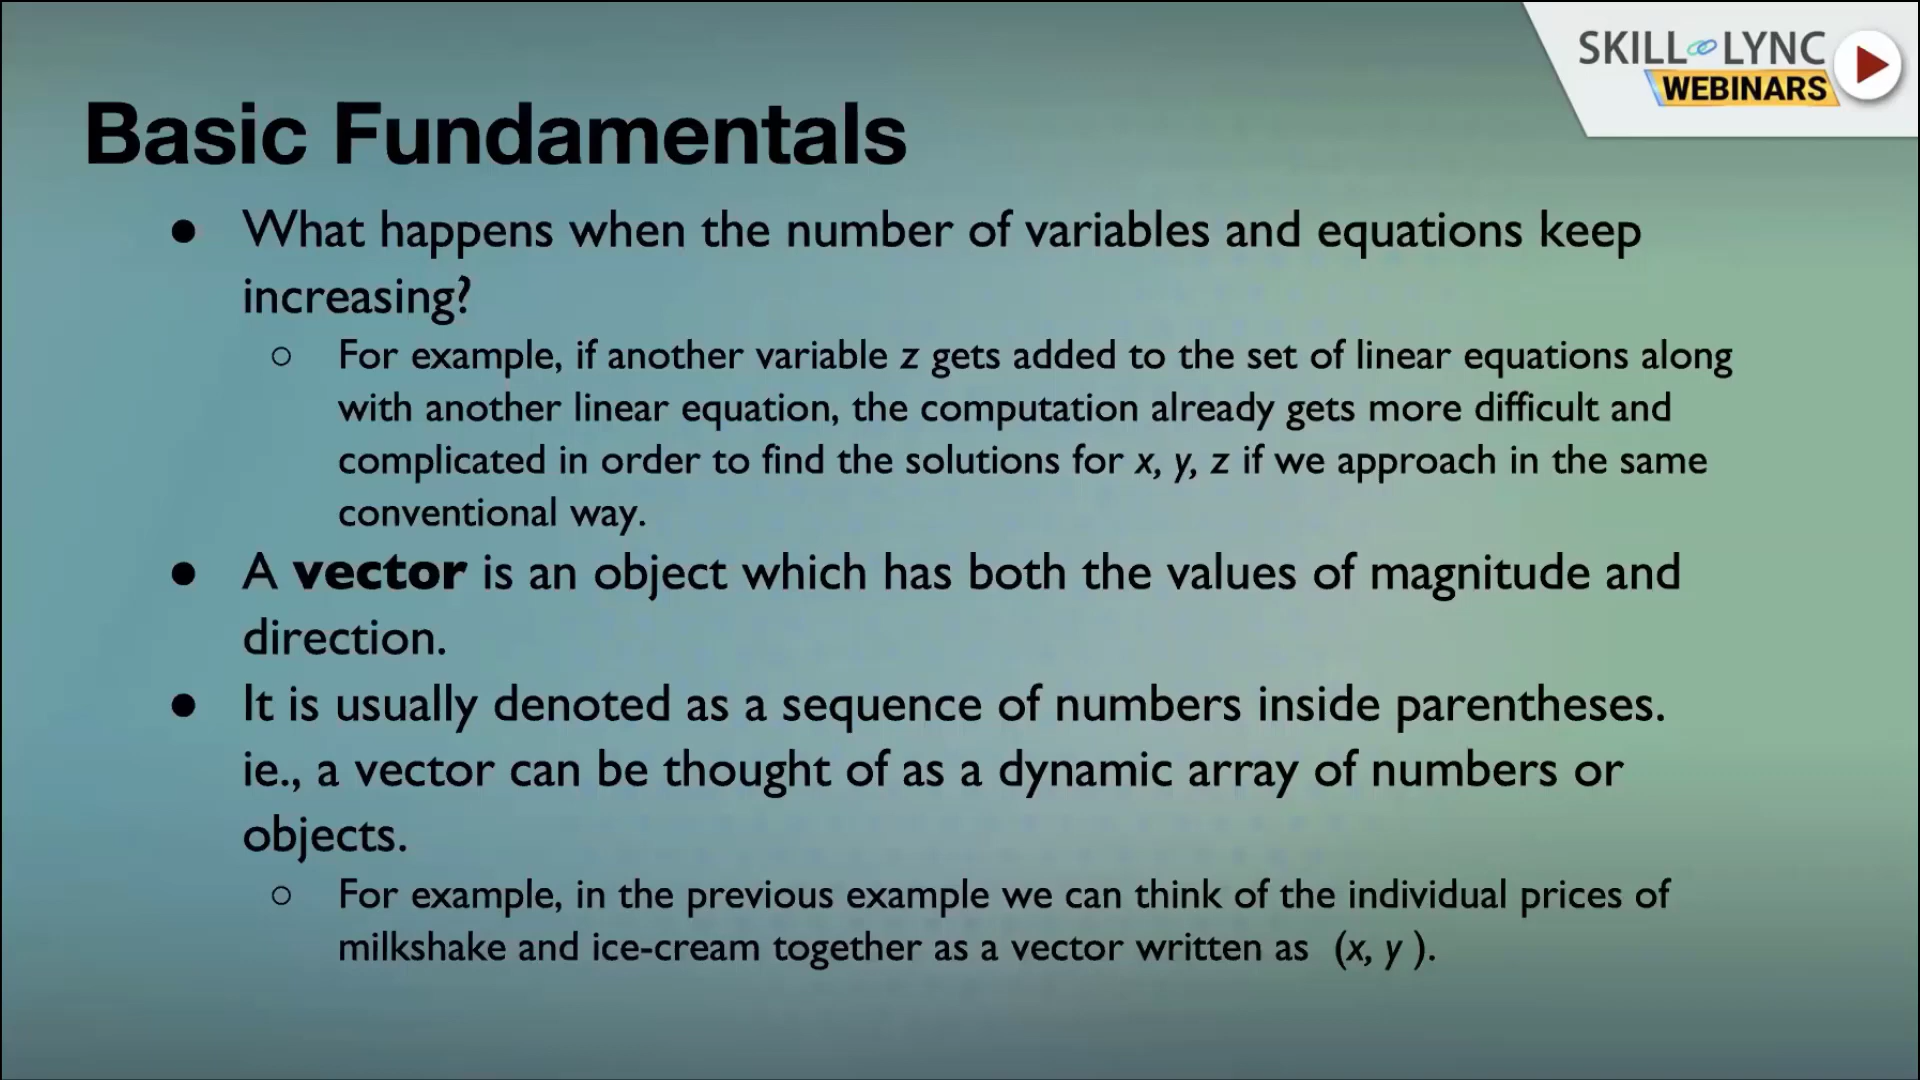 SKILL LYNC
WEBINARS
Basic Fundamentals
● What happens when the number of variables and equations keep
increasing?
○ For example, if another variable z gets added to the set of linear equations along
with another linear equation, the computation already gets more difficult and
complicated in order to find the solutions for x, y, z if we approach in the same
conventional way.
● A vector is an object which has both the values of magnitude and
direction.
● It is usually denoted as a sequence of numbers inside parentheses.
ie., a vector can be thought of as a dynamic array of numbers or
objects.
○ For example, in the previous example we can think of the individual prices of
milkshake and ice-cream together as a vector written as (x, y ).